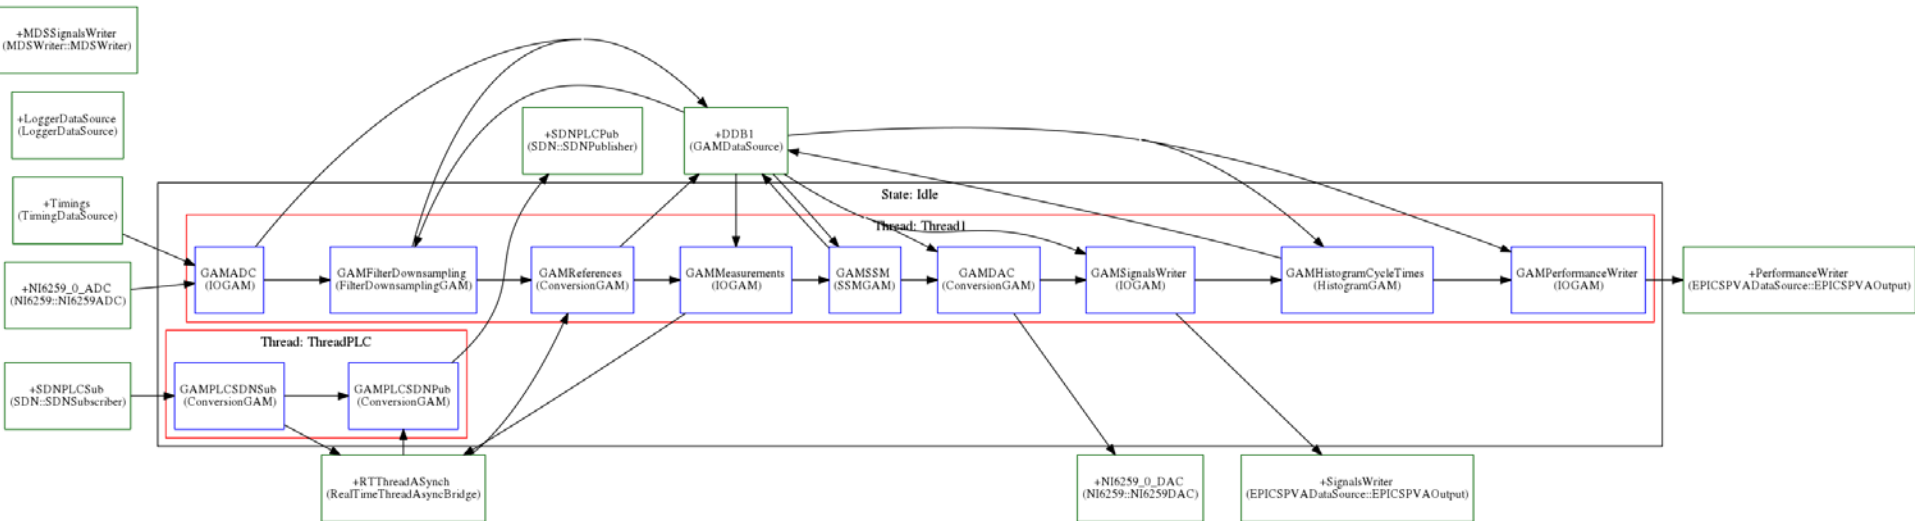 +MDSSignalsWriter
(MDSWriter::MDSWriter)
+LoggerDataSource
(LoggerDataSource)
+SDNPLCPub
(SDN::SDNPublisher)
+DDB1
(GAMDataSource)
+Timings
(TimingDataSource)
State: Idle
Thread: Thread1
+NI6259_0_ADC
(NI6259::NI6259ADC)
GAMADC
(IOGAM)
GAMFilterDownsampling
(FilterDownsamplingGAM)
GAMReferences
(ConversionGAM)
GAMMeasurements
(IOGAM)
GAMSSM
(SSMGAM)
GAMDAC
(ConversionGAM)
GAMSignalsWriter
(IOGAM)
GAMHistogramCycleTimes
(HistogramGAM)
GAMPerformanceWriter
(IOGAM)
+PerformanceWriter
(EPICSPVADataSource::EPICSPVAOutput)
Thread: ThreadPLC
+SDNPLCSub
(SDN::SDNSubscriber)
GAMPLCSDNSub
(ConversionGAM)
GAMPLCSDNPub
(ConversionGAM)
+RTThreadASynch
(RealTimeThreadAsyncBridge)
+NI6259_0_DAC
(NI6259::NI6259DAC)
+SignalsWriter
(EPICSPVADataSource::EPICSPVAOutput)